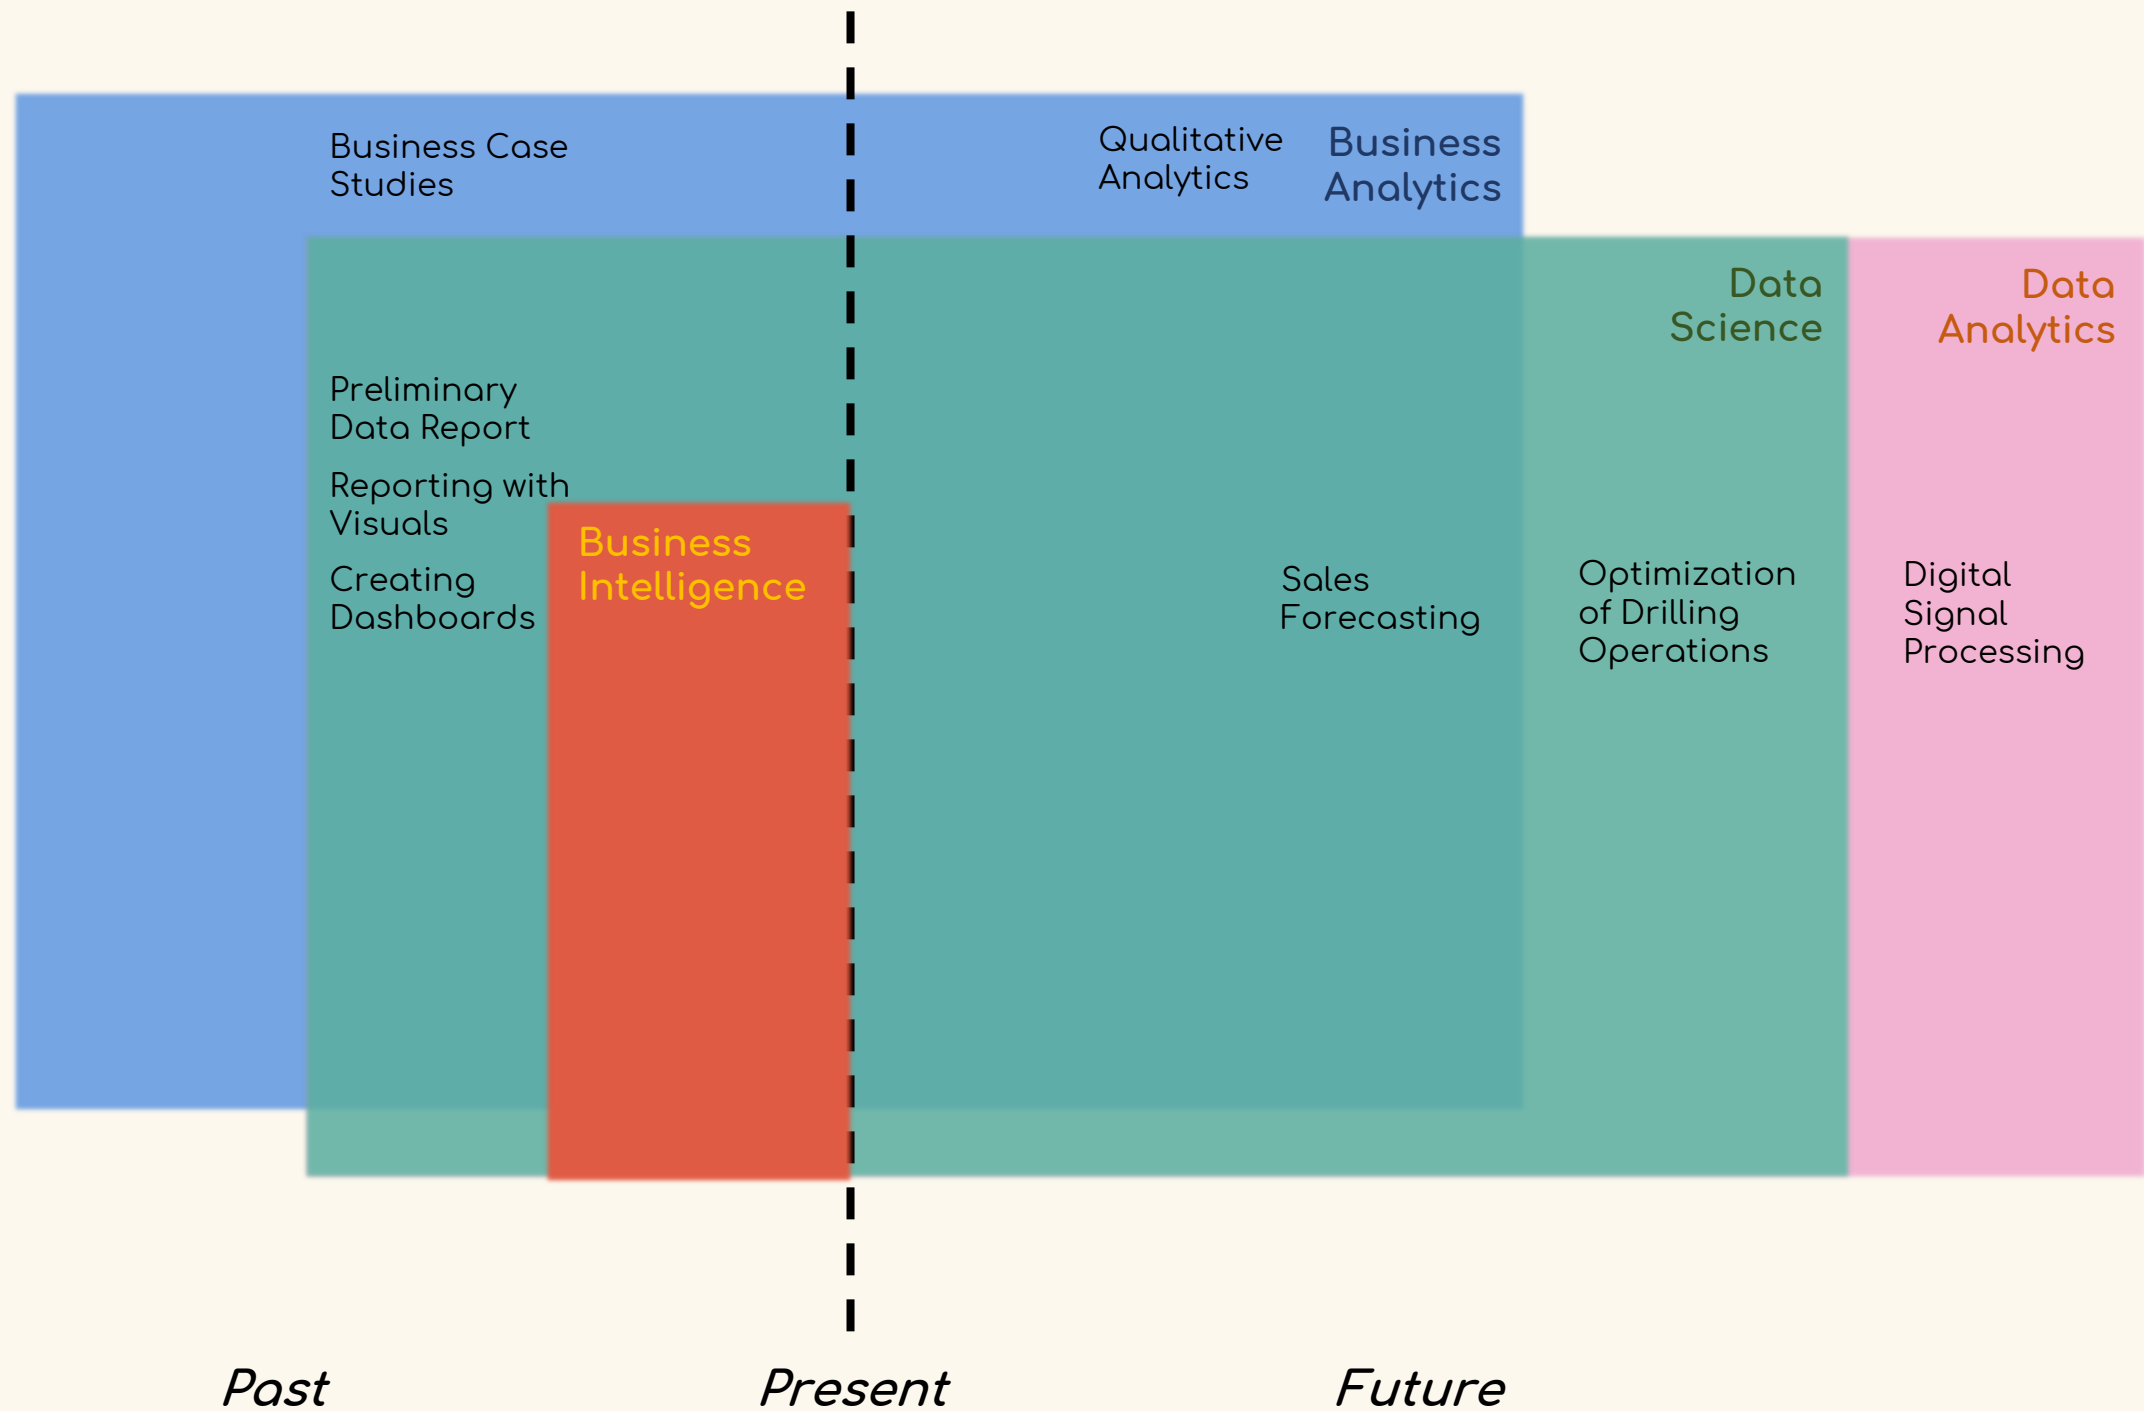 Business Case
Studies
Qualitative
Analytics
Business
Analytics
Data
Science
Data
Analytics
Preliminary
Data Report
Reporting with
Visuals
Creating
Dashboards
Business
Intelligence
Sales
Forecasting
Optimization
of Drilling
Operations
Digital
Signal
Processing
Past
Present
Future